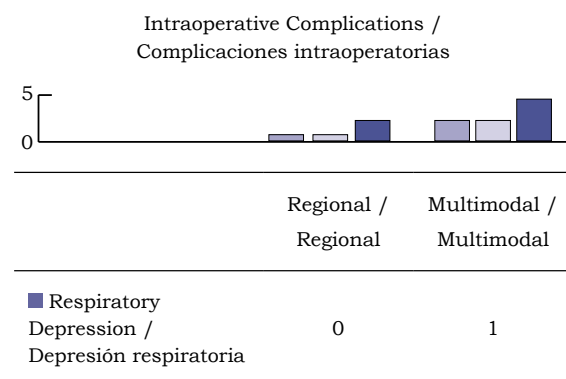 Intraoperative Complications /
Complicaciones intraoperatorias
5
0
Regional / Multimodal /
Regional Multimodal
Respiratory
Depression / 0 1
Depresión respiratoria